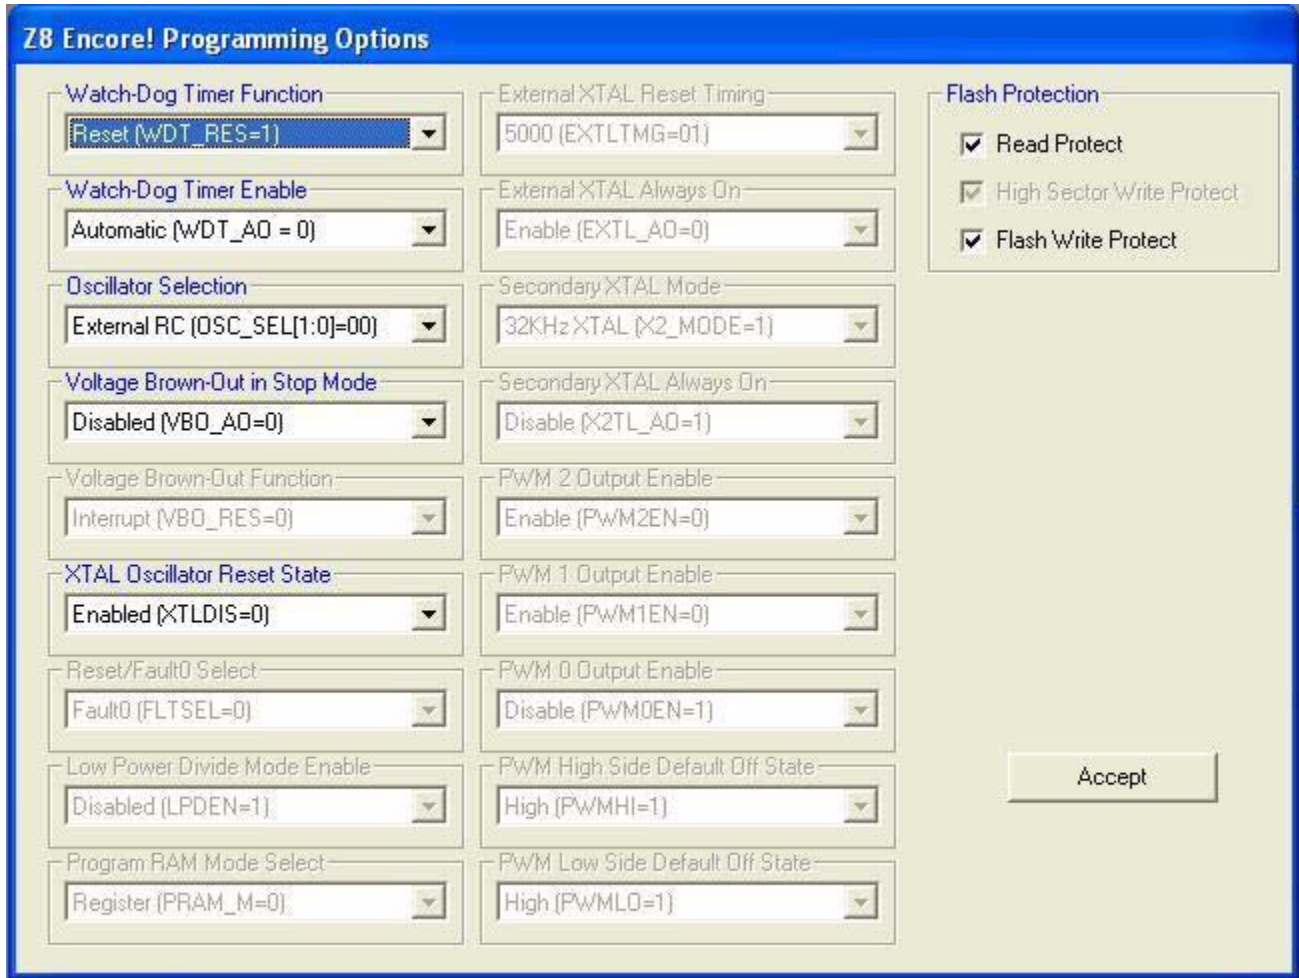 Z8 Encore! Programming Options
Watch-Dog Timer Function
Reset (WDT_RES=1)
Watch-Dog Timer Enable
Automatic (WDT_AO = 0)
Oscillator Selection
External RC (OSC_SEL[1:0]=00)
Voltage Brown-Out in Stop Mode
Disabled (VBO_AO=0)
Voltage Brown-Out Function
Interrupt (VBO_RES=0)
XTAL Oscillator Reset State
Enabled (XTLDIS=0)
Reset/Fault0 Select
Fault0 (FLTSEL=0)
Low Power Divide Mode Enable
Disabled (LPDEN=1)
Program RAM Mode Select
Register (PRAM_M=0)
External XTAL Reset Timing
5000 (EXTLTMG=01)
External XTAL Always On
Enable (EXTL_AO=0)
Secondary XTAL Mode
32KHz XTAL (X2_MODE=1)
Secondary XTAL Always On
Disable (X2TL_AO=1)
PWM 2 Output Enable
Enable (PWM2EN=0)
PWM 1 Output Enable
Enable (PWM1EN=0)
PWM 0 Output Enable
Disable (PWM0EN=1)
PWM High Side Default Off State
High (PWMHI=1)
PWM Low Side Default Off State
High (PWMLO=1)
Flash Protection
Read Protect
High Sector Write Protect
Flash Write Protect
Accept